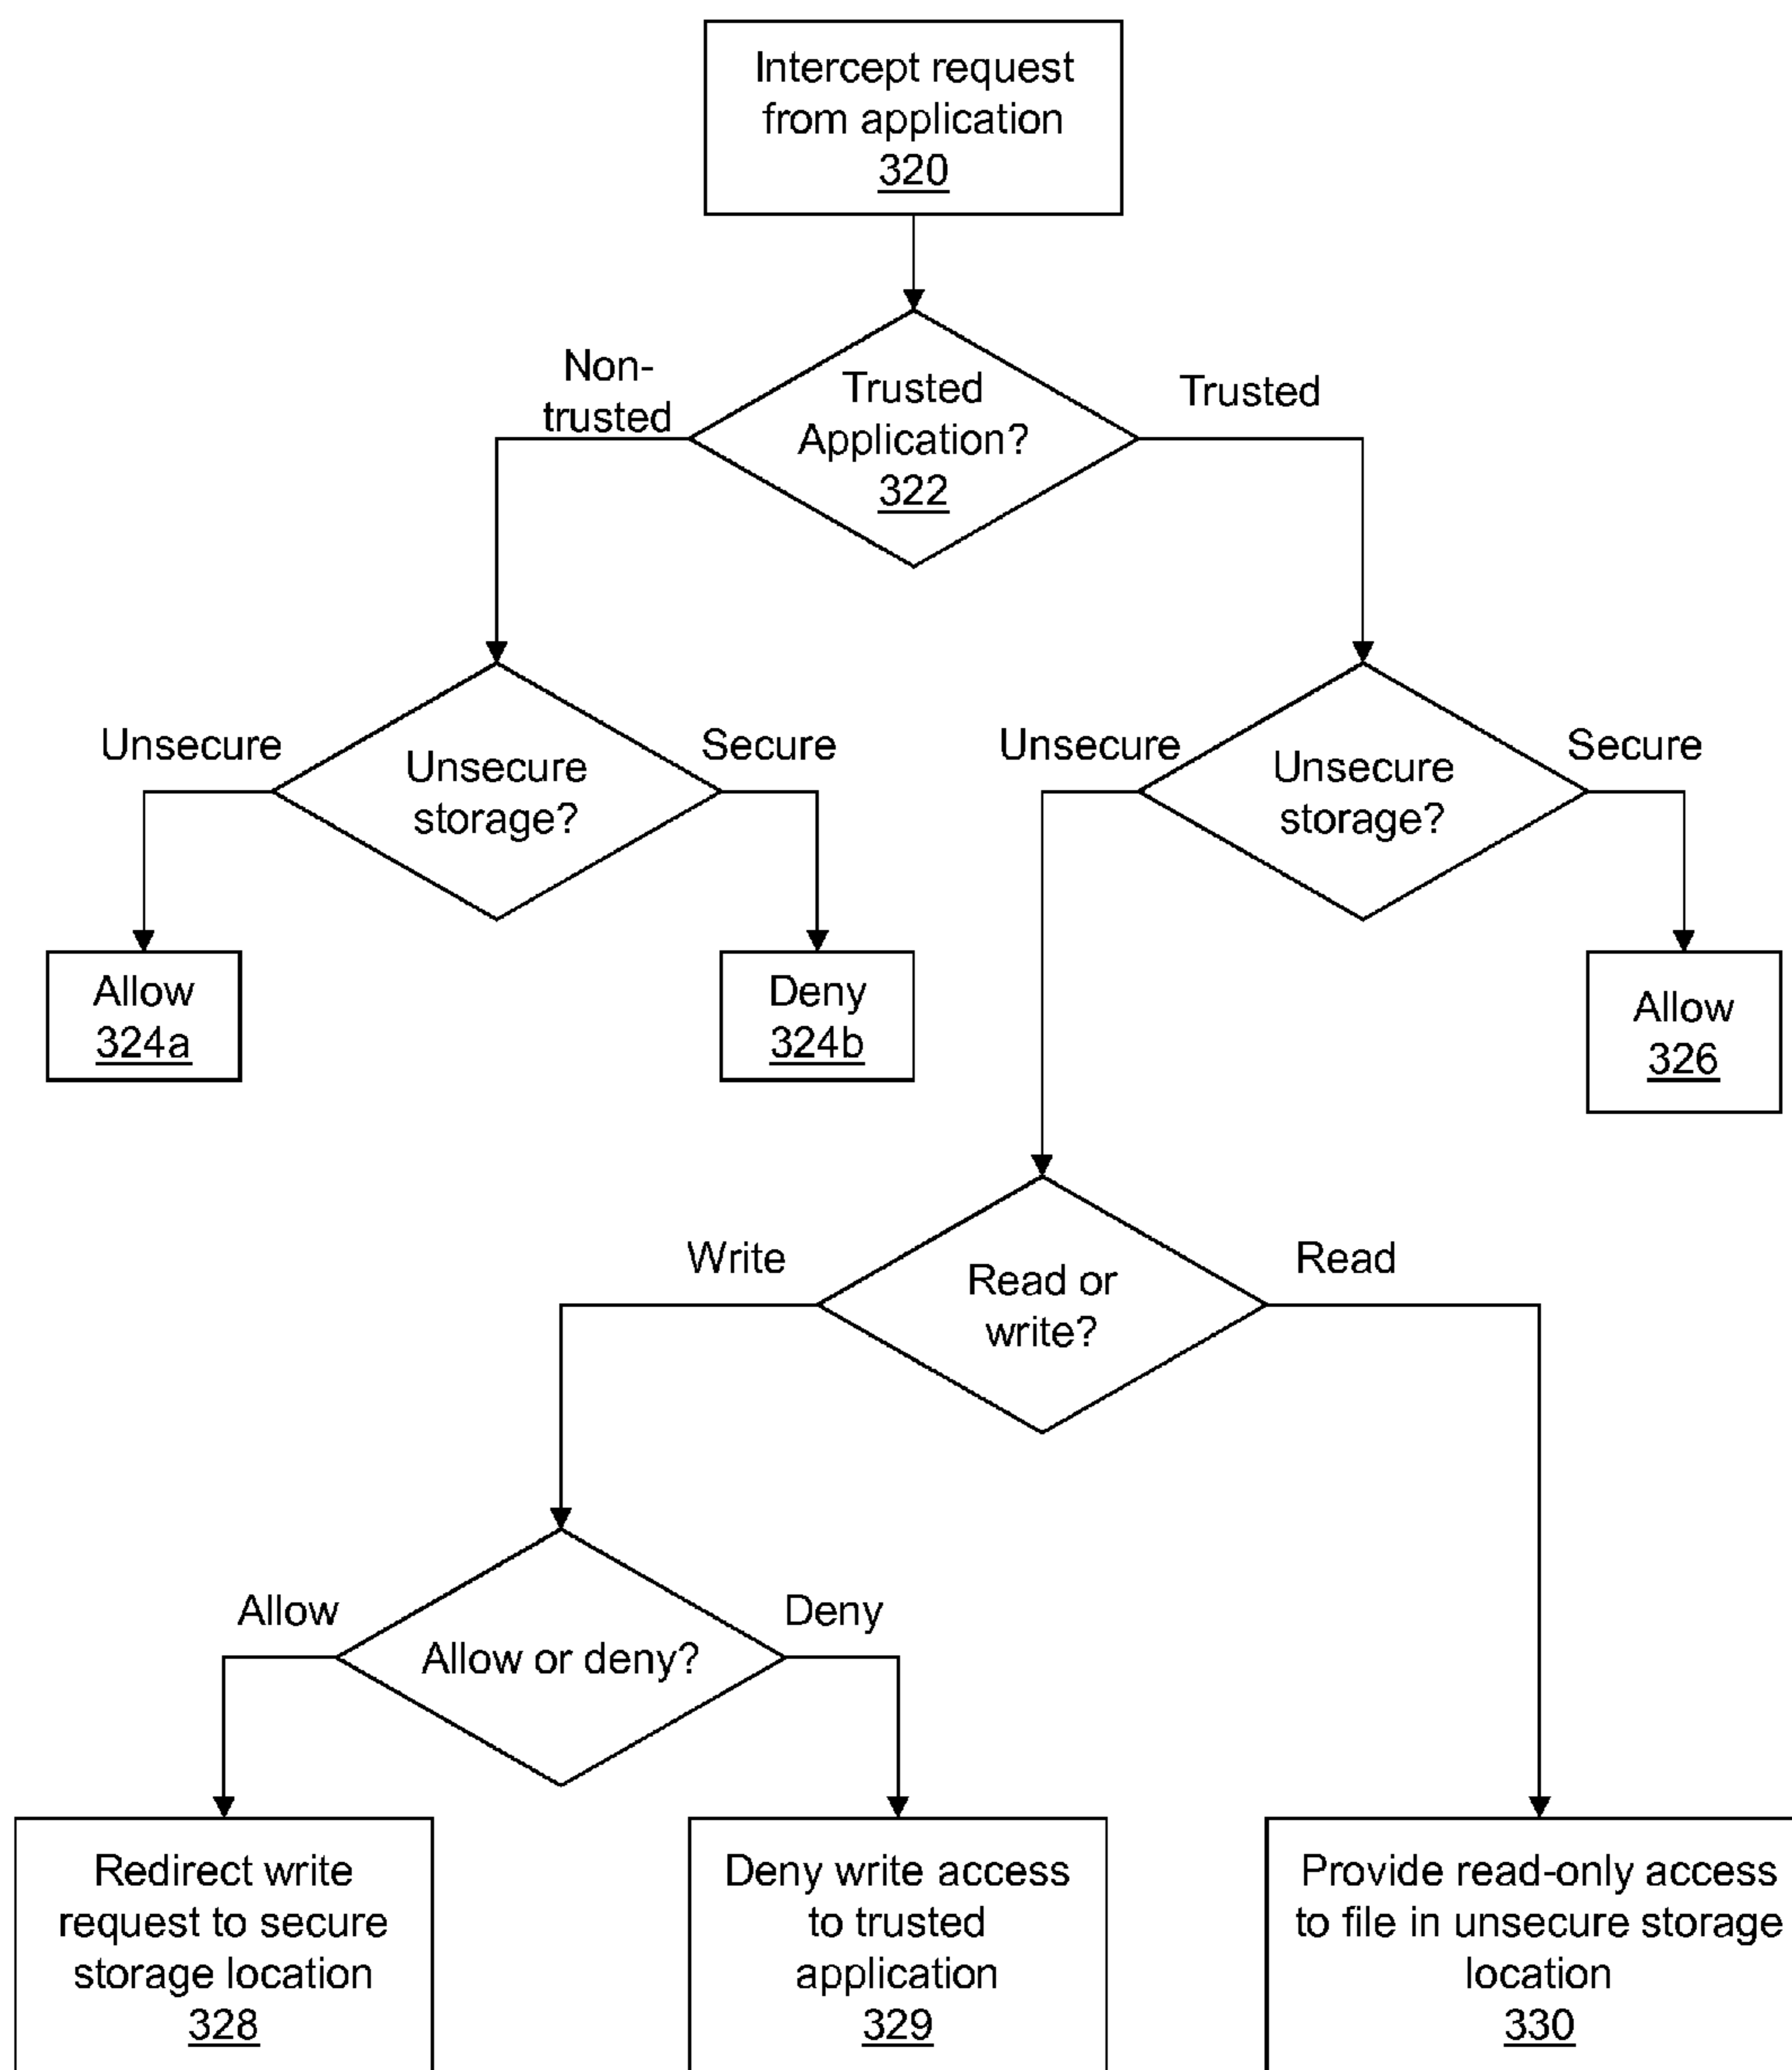 Intercept request
from application
320
Non-
trusted
Trusted
Application?
322
Trusted
Unsecure
Unsecure
storage?
Secure
Unsecure
Unsecure
storage?
Secure
Allow
324a
Deny
324b
Allow
326
Write
Read or
write?
Read
Allow
Allow or deny?
Deny
Redirect write
request to secure
storage location
328
Deny write access
to trusted
application
329
Provide read-only access
to file in unsecure storage
location
330